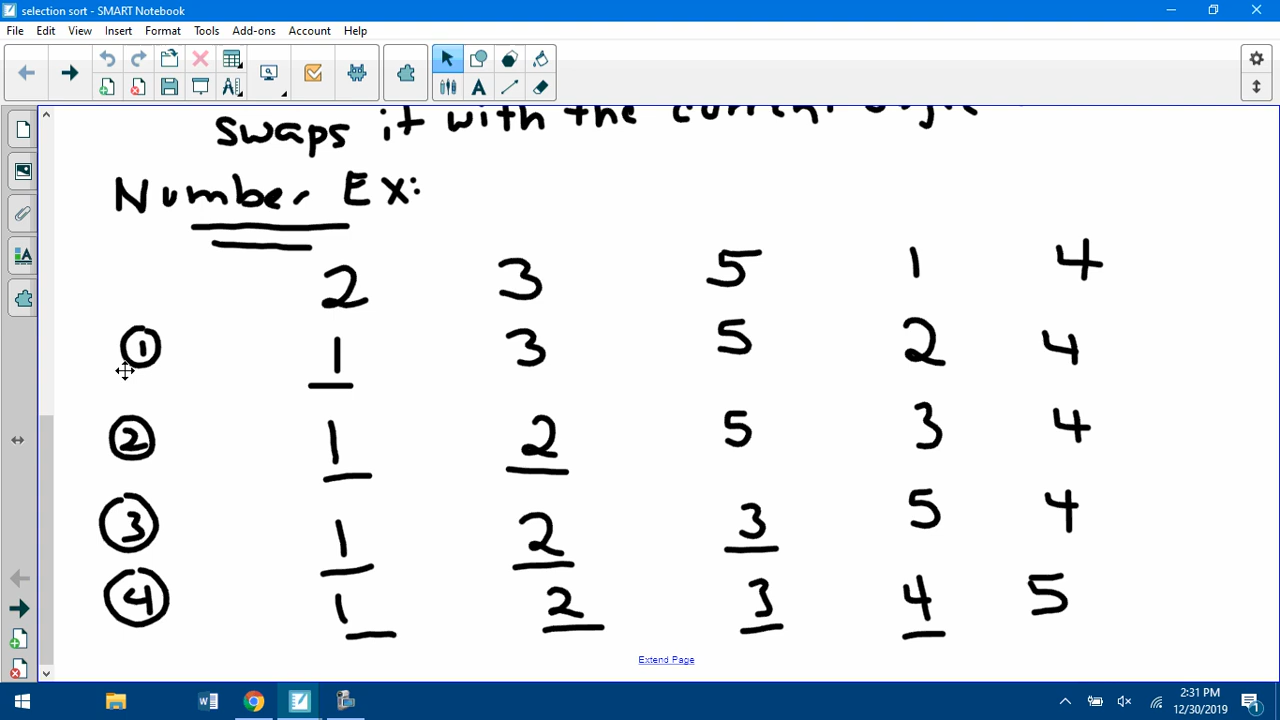 selection sort - SMART Notebook
File Edit View Insert Format Tools Add-ons Account Help
swaps it with the current
Number Ex:
2 3 5 1 4
① 1 3 5 2 4
② 1 2 5 3 4
③ 1 2 3 5 4
④ 1 2 3 4 5
Extend Page
2:31 PM
12/30/2019